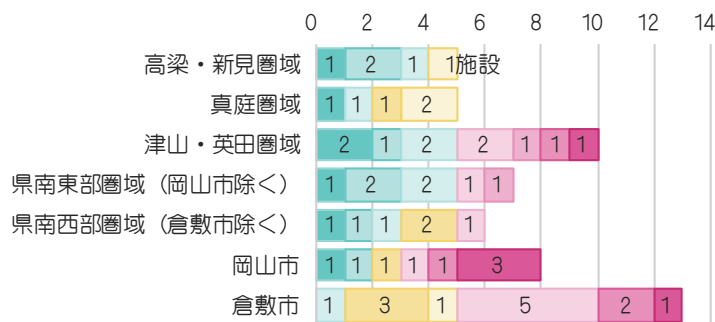 0 2 4 6 8 10 12 14
高梁・新見圏域 1 2 1 1施設
真庭圏域 1 1 1 2
津山・英田圏域 2 1 2 2 1 1 1
県南東部圏域（岡山市除く） 1 2 2 1 1
県南西部圏域（倉敷市除く） 1 1 1 2 1
岡山市 1 1 1 1 1 3
倉敷市 1 3 1 5 2 1